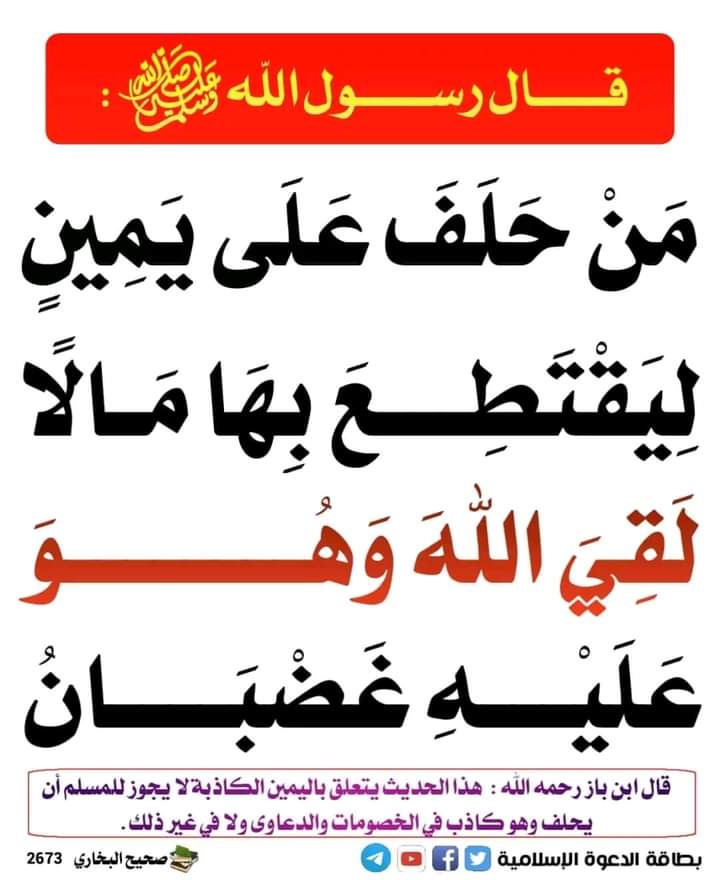 قال رسول الله ﷺ :
مَنْ حَلَفَ عَلَى يَمِينٍ
لِيَقْتَطِعَ بِهَا مَالًا
لَقِيَ اللهَ وَهُوَ
عَلَيْهِ غَضْبَانُ
قال ابن باز رحمه الله : هذا الحديث يتعلق باليمين الكاذبة لا يجوز للمسلم أن
يحلف وهو كاذب في الخصومات والدعاوى ولا في غير ذلك .
بطاقة الدعوة الإسلامية صحيح البخاري 2673